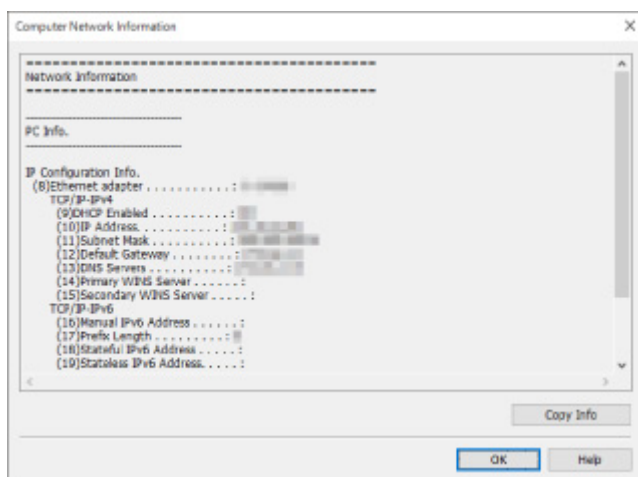 Computer Network Information
=========================================
Network Information
=========================================
--------------------------------
PC Info.
--------------------------------
IP Configuration Info.
(8)Ethernet adapter . . . . . . . . . . . :
TCP/IP-IPv4
(9)DHCP Enabled . . . . . . . . . . :
(10)IP Address. . . . . . . . . . . . :
(11)Subnet Mask . . . . . . . . . . :
(12)Default Gateway . . . . . . . :
(13)DNS Servers . . . . . . . . . . :
(14)Primary WINS Server . . . . . . :
(15)Secondary WINS Server . . . . . :
TCP/IP-IPv6
(16)Manual IPv6 Address . . . . . . :
(17)Prefix Length . . . . . . . . . :
(18)Stateful IPv6 Address . . . . . :
(19)Stateless IPv6 Address. . . . . :
Copy Info
OK Help